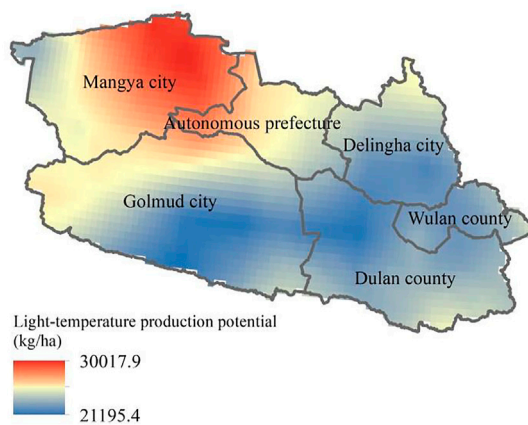 Mangya city
Autonomous prefecture
Delingha city
Golmud city
Wulan county
Dulan county
Light-temperature production potential
(kg/ha)
30017.9
21195.4